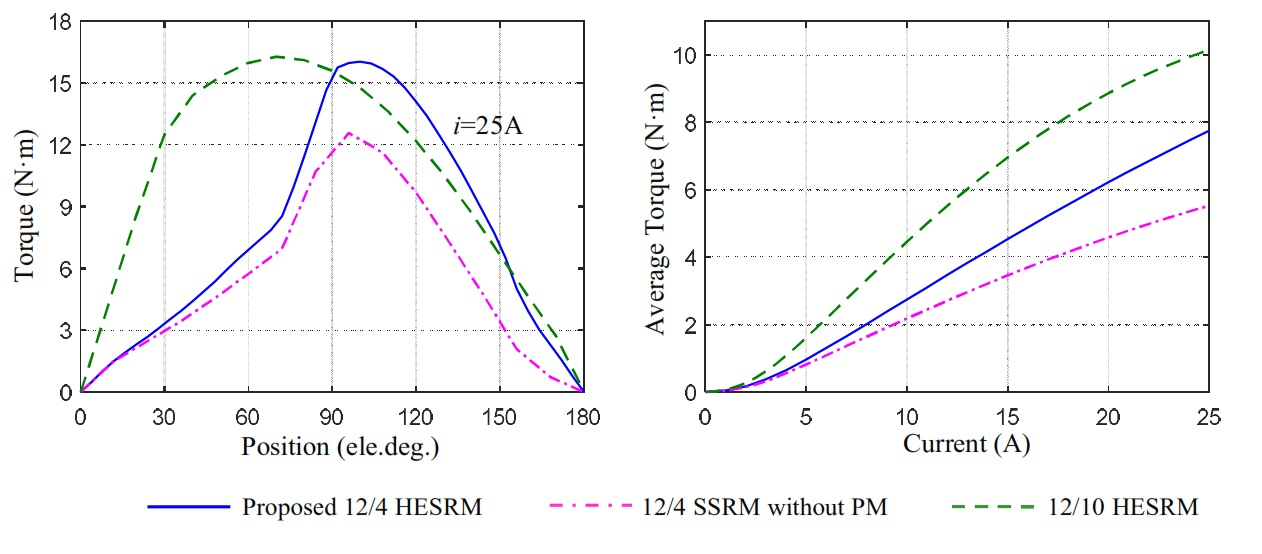 18
15
12
9
6
3
0
Torque (N·m)
i=25A
0 30 60 90 120 150 180
Position (ele.deg.)
10
8
6
4
2
0
Average Torque (N·m)
0 5 10 15 20 25
Current (A)
Proposed 12/4 HESRM 12/4 SSRM without PM 12/10 HESRM